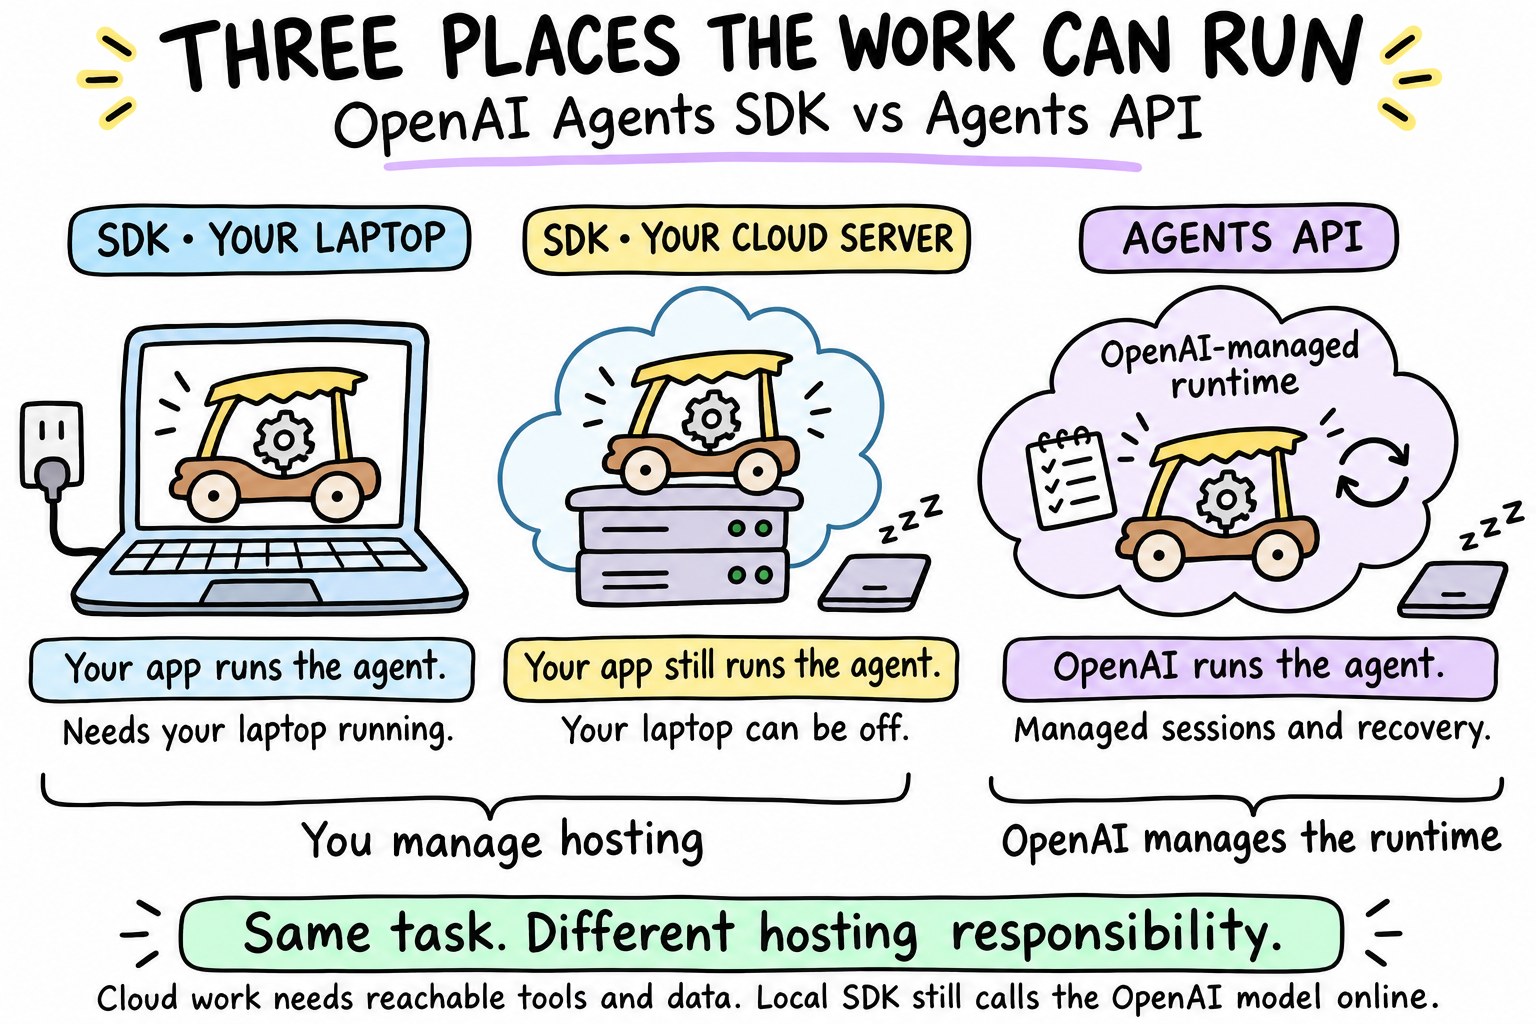 THREE PLACES THE WORK CAN RUN
OpenAI Agents SDK vs Agents API
SDK • YOUR LAPTOP
SDK • YOUR CLOUD SERVER
AGENTS API
OpenAI-managed
runtime
zzz
zzz
Your app runs the agent.
Your app still runs the agent.
OpenAI runs the agent.
Needs your laptop running.
Your laptop can be off.
Managed sessions and recovery.
You manage hosting
OpenAI manages the runtime
Same task. Different hosting responsibility.
Cloud work needs reachable tools and data. Local SDK still calls the OpenAI model online.